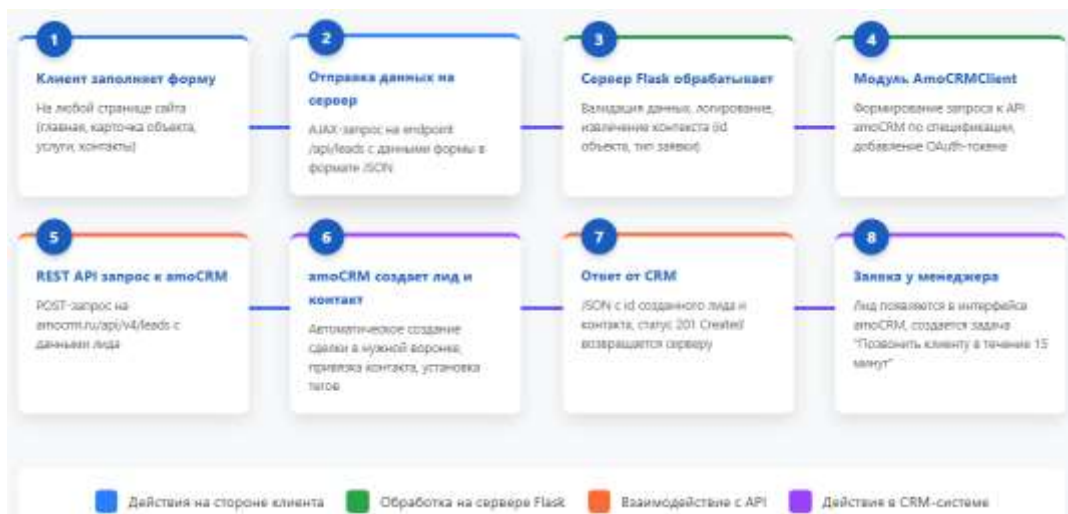 1
Клиент заполняет форму
На любой странице сайта
(главная, карточка объекта,
услуги, контакты)
2
Отправка данных на
сервер
AJAX-запрос на endpoint
/api/leads с данными формы в
формате JSON
3
Сервер Flask обрабатывает
Валидация данных, логирование,
извлечение контекста (id
объекта, тип заявки)
4
Модуль AmoCRMClient
Формирование запроса к API
amoCRM по спецификации,
добавление OAuth-токена
5
REST API запрос к amoCRM
POST-запрос на
amocrm.ru/api/v4/leads с
данными лида
6
amoCRM создает лид и
контакт
Автоматическое создание
сделки в нужной воронке,
привязка контакта, установка
тегов
7
Ответ от CRM
JSON с id созданного лида и
контакта, статус 201 Created
возвращается серверу
8
Заявка у менеджера
Лид появляется в интерфейсе
amoCRM, создается задача
"Позвонить клиенту в течение 15
минут"
Действия на стороне клиента
Обработка на сервере Flask
Взаимодействие с API
Действия в CRM-системе